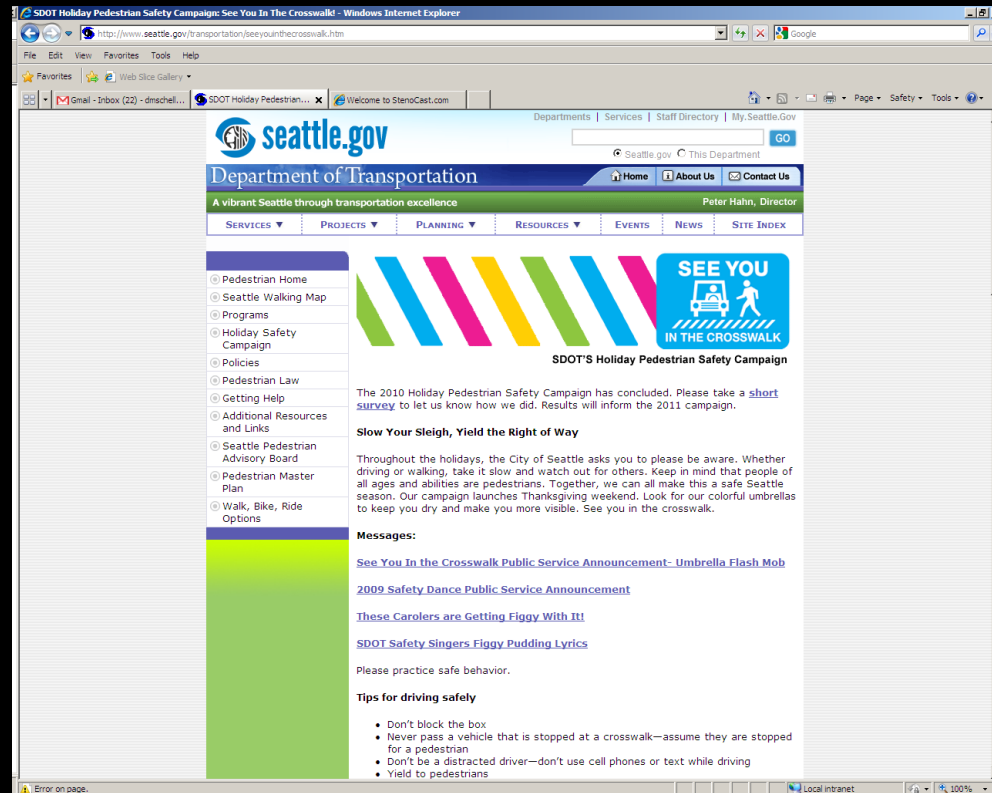 SDOT Holiday Pedestrian Safety Campaign: See You In The Crosswalk! - Windows Internet Explorer
http://www.seattle.gov/transportation/seeyouinthecrosswalk.htm
Google
File Edit View Favorites Tools Help
Favorites Web Slice Gallery
Gmail - Inbox (22) - dmschell... SDOT Holiday Pedestrian... Welcome to StenoCast.com Page Safety Tools
Departments | Services | Staff Directory | My.Seattle.Gov
seattle.gov
GO
Seattle.gov This Department
Department of Transportation
Home About Us Contact Us
A vibrant Seattle through transportation excellence
Peter Hahn, Director
SERVICES PROJECTS PLANNING RESOURCES EVENTS NEWS SITE INDEX
Pedestrian Home
Seattle Walking Map
Programs
Holiday Safety
Campaign
Policies
Pedestrian Law
Getting Help
Additional Resources
and Links
Seattle Pedestrian
Advisory Board
Pedestrian Master
Plan
Walk, Bike, Ride
Options
SEE YOU
IN THE CROSSWALK
SDOT'S Holiday Pedestrian Safety Campaign
The 2010 Holiday Pedestrian Safety Campaign has concluded. Please take a short
survey to let us know how we did. Results will inform the 2011 campaign.
Slow Your Sleigh, Yield the Right of Way
Throughout the holidays, the City of Seattle asks you to please be aware. Whether
driving or walking, take it slow and watch out for others. Keep in mind that people of
all ages and abilities are pedestrians. Together, we can all make this a safe Seattle
season. Our campaign launches Thanksgiving weekend. Look for our colorful umbrellas
to keep you dry and make you more visible. See you in the crosswalk.
Messages:
See You In the Crosswalk Public Service Announcement- Umbrella Flash Mob
2009 Safety Dance Public Service Announcement
These Carolers are Getting Figgy With It!
SDOT Safety Singers Figgy Pudding Lyrics
Please practice safe behavior.
Tips for driving safely
Don't block the box
Never pass a vehicle that is stopped at a crosswalk—assume they are stopped
for a pedestrian
Don't be a distracted driver—don't use cell phones or text while driving
Yield to pedestrians
Error on page.
Local intranet
100%